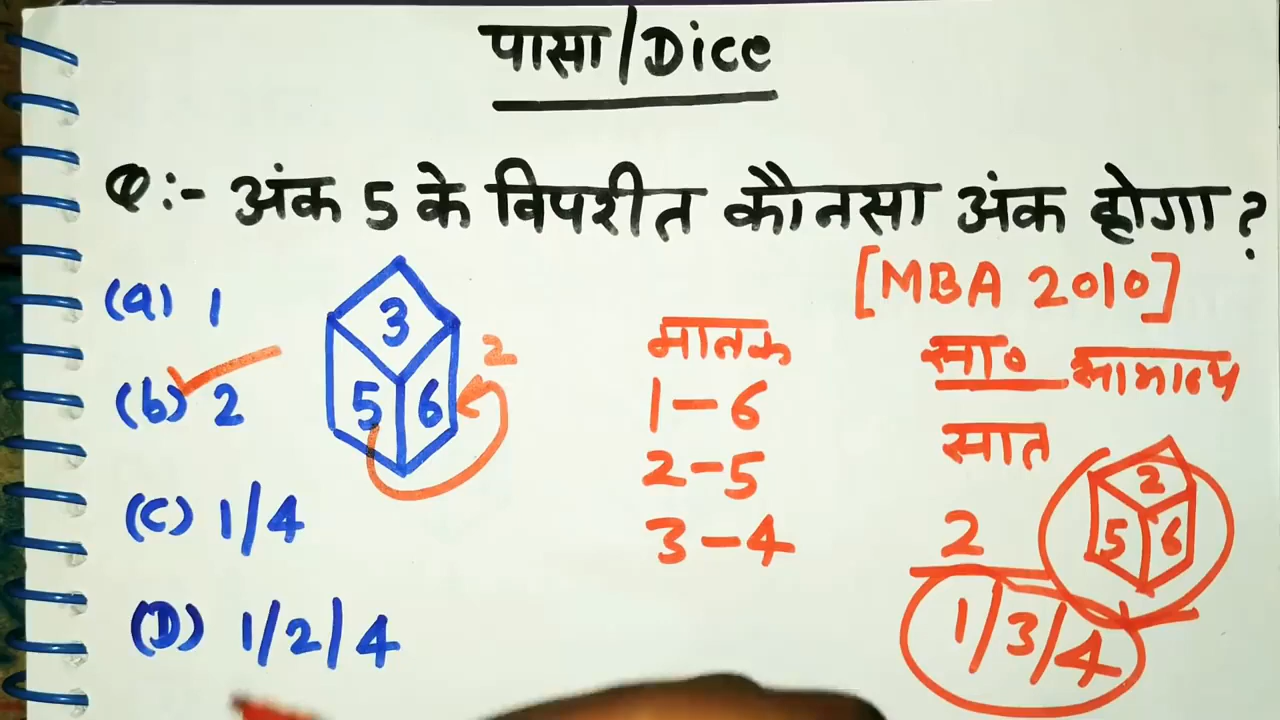 पासा/Dice
Q:- अंक 5 के विपरीत कौनसा अंक होगा?
[MBA 2010]
(a) 1
(b) 2
(C) 1/4
(D) 1/2/4
3
5 6
2
मानक
1-6
2-5
3-4
सा० सामान्य
सात
2
5 6
2
1/3/4